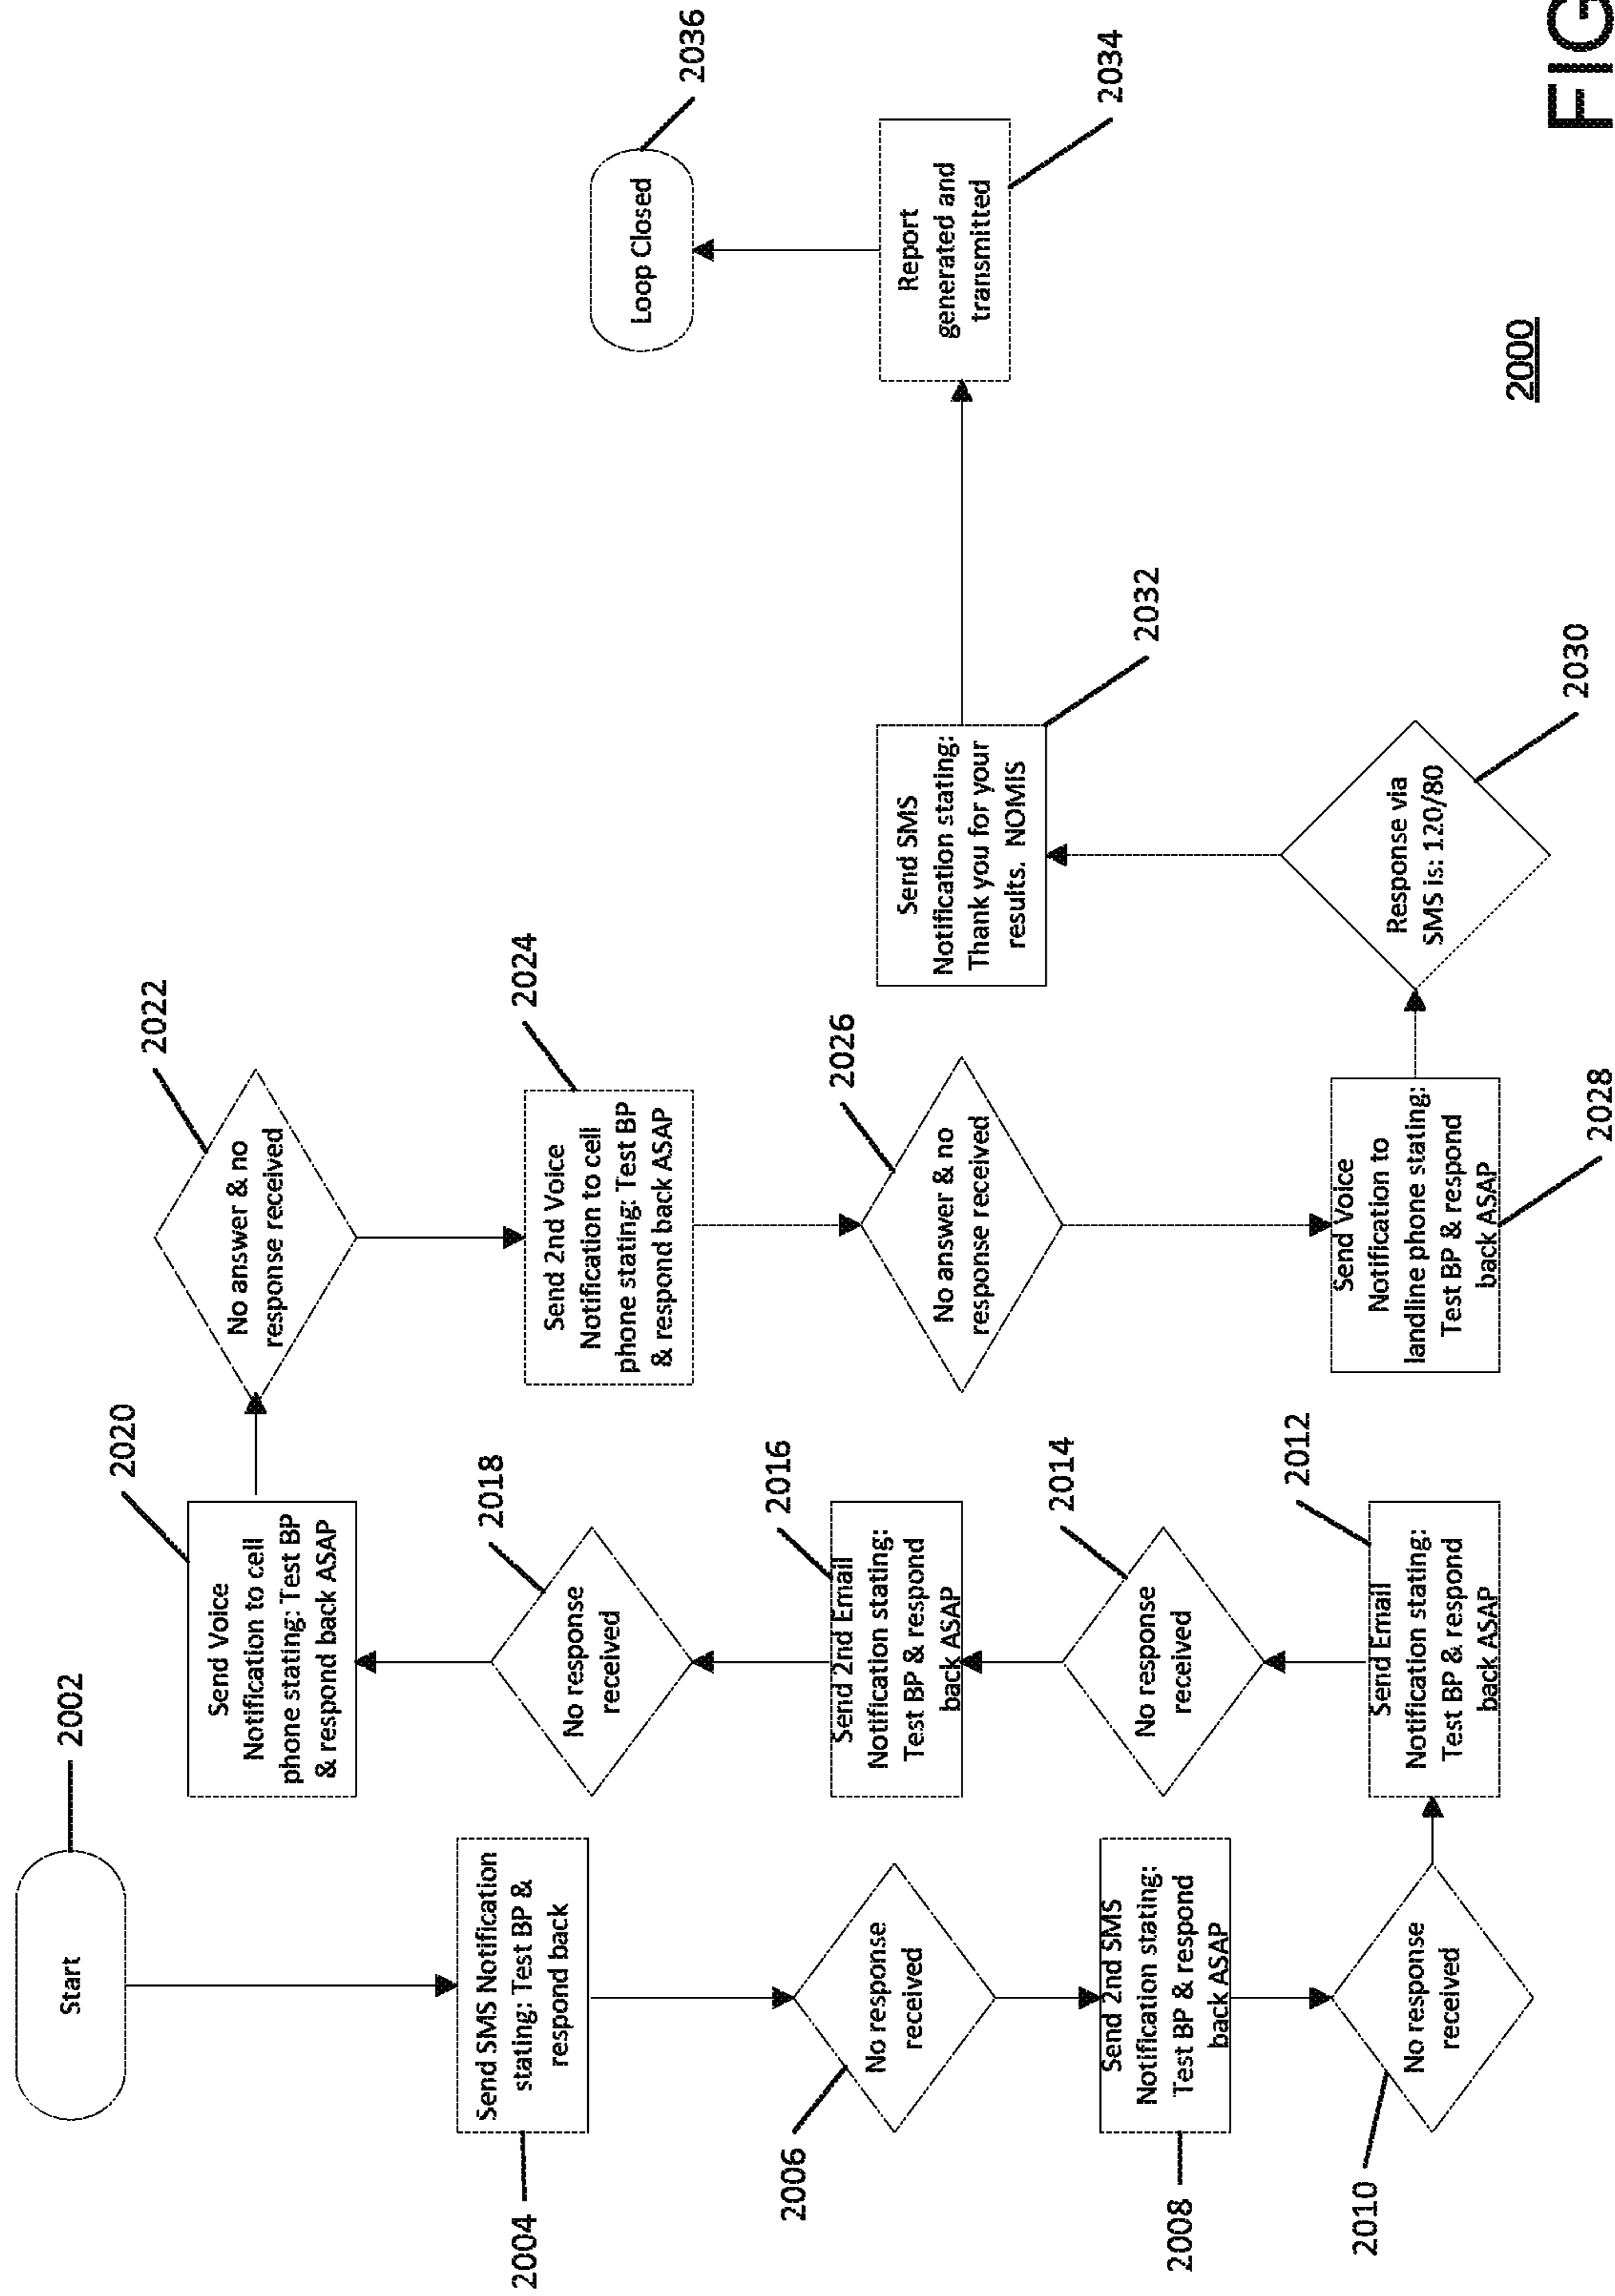 Start
2002
Send SMS Notification
stating: Test BP &
respond back
2004
No response
received
2006
Send 2nd SMS
Notification stating:
Test BP & respond
back ASAP
2008
No response
received
2010
Send Email
Notification stating:
Test BP & respond
back ASAP
2012
No response
received
2014
Send 2nd Email
Notification stating:
Test BP & respond
back ASAP
2016
No response
received
2018
Send Voice
Notification to cell
phone stating: Test BP
& respond back ASAP
2020
No answer & no
response received
2022
Send 2nd Voice
Notification to cell
phone stating: Test BP
& respond back ASAP
2024
No answer & no
response received
2026
Send Voice
Notification to
landline phone stating:
Test BP & respond
back ASAP
2028
Response via
SMS is: 120/80
2030
Send SMS
Notification stating:
Thank you for your
results. NOMIS
2032
Report
generated and
transmitted
2034
Loop Closed
2036
2000
FIG